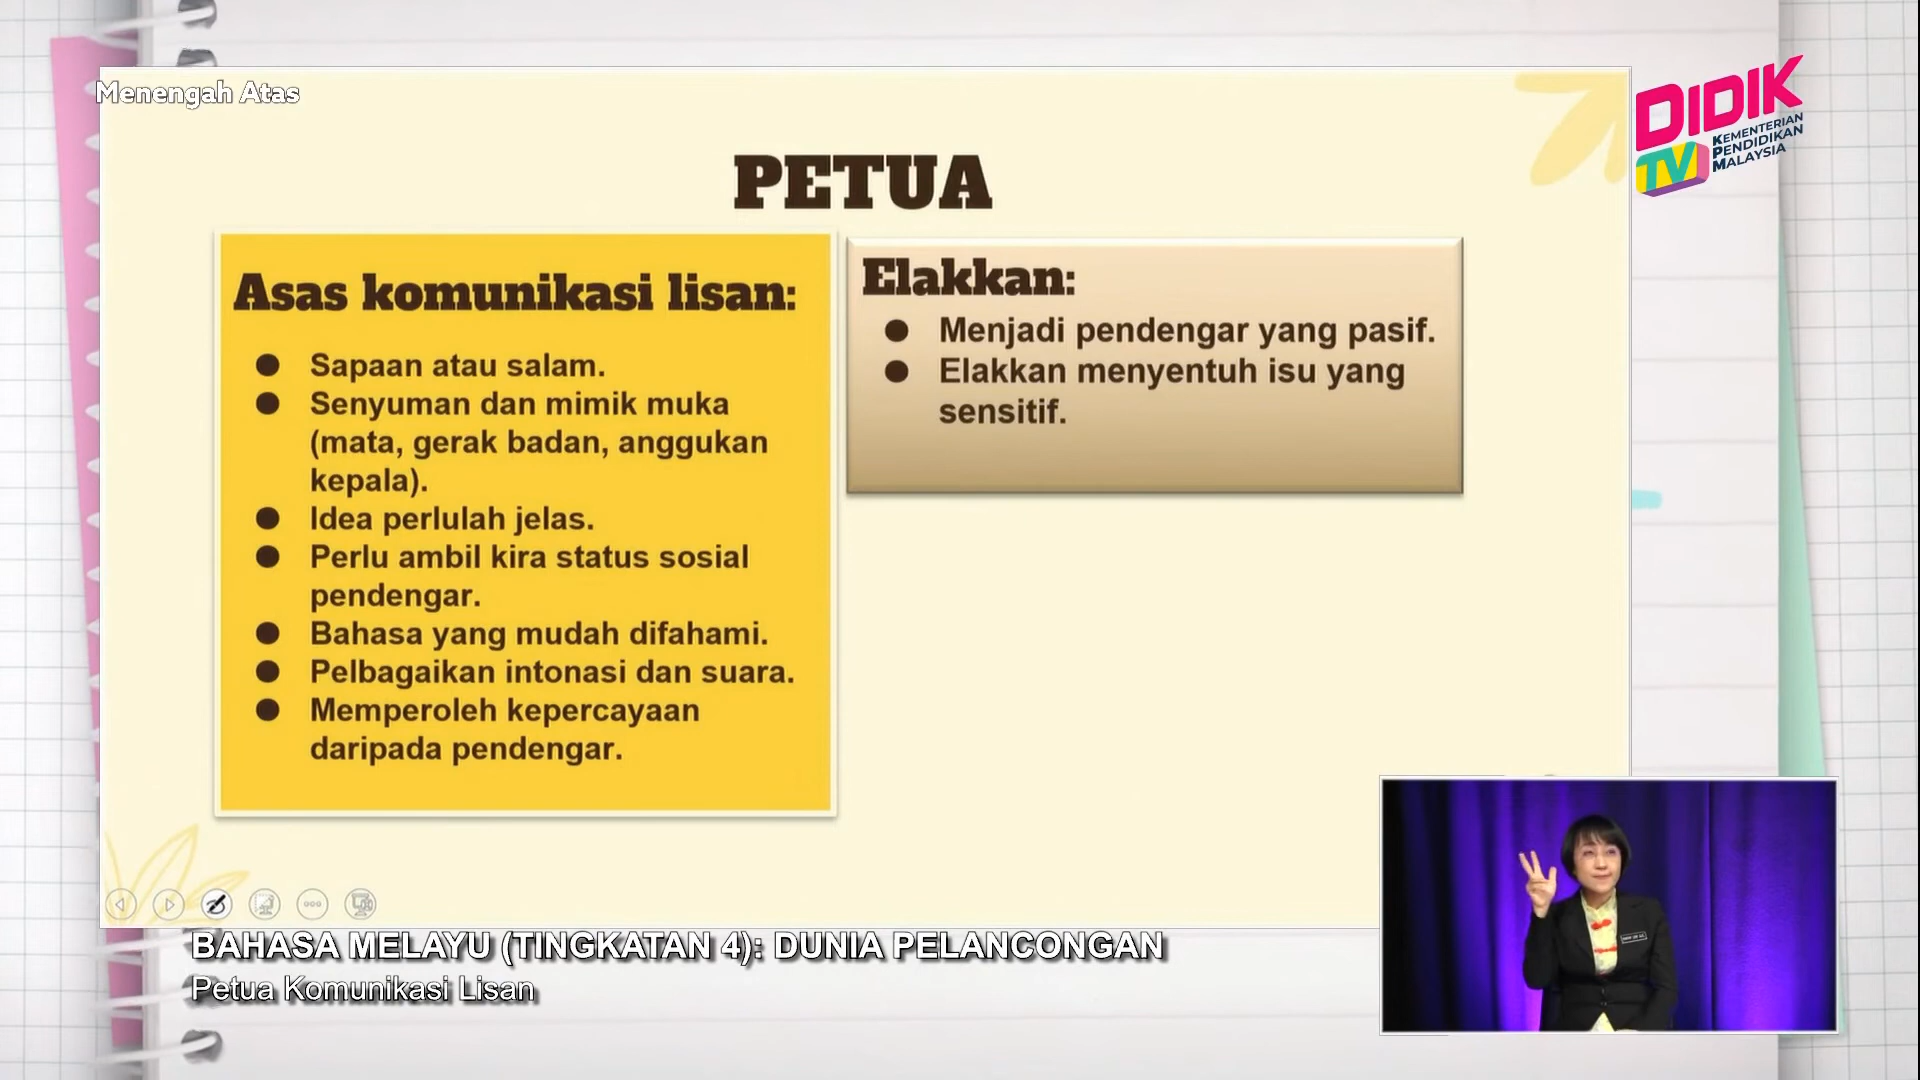 Menengah Atas
DIDIK
TV
KEMENTERIAN
PENDIDIKAN
MALAYSIA
PETUA
Asas komunikasi lisan:
● Sapaan atau salam.
● Senyuman dan mimik muka
(mata, gerak badan, anggukan
kepala).
● Idea perlulah jelas.
● Perlu ambil kira status sosial
pendengar.
● Bahasa yang mudah difahami.
● Pelbagaikan intonasi dan suara.
● Memperoleh kepercayaan
daripada pendengar.
Elakkan:
● Menjadi pendengar yang pasif.
● Elakkan menyentuh isu yang
sensitif.
BAHASA MELAYU (TINGKATAN 4): DUNIA PELANCONGAN
Petua Komunikasi Lisan